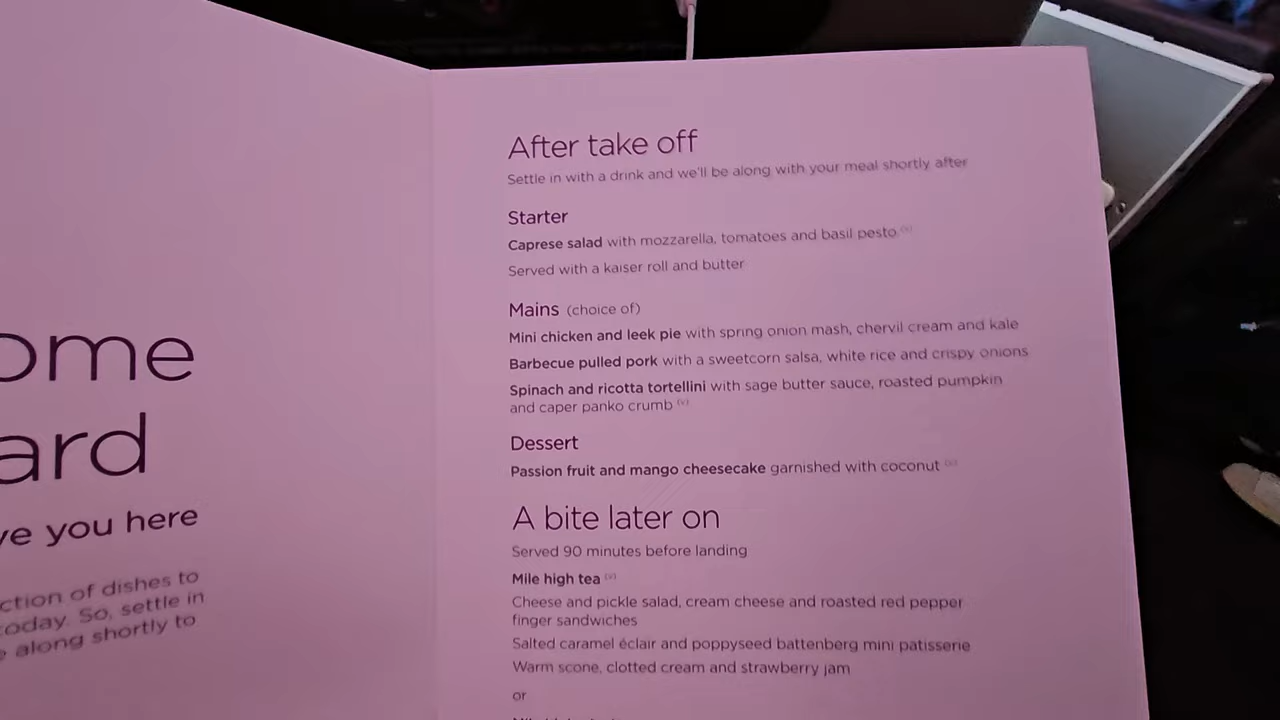 ome
ard
ve you here
ction of dishes to
today. So, settle in
along shortly to
After take off
Settle in with a drink and we'll be along with your meal shortly after
Starter
Caprese salad with mozzarella, tomatoes and basil pesto (v)
Served with a kaiser roll and butter
Mains (choice of)
Mini chicken and leek pie with spring onion mash, chervil cream and kale
Barbecue pulled pork with a sweetcorn salsa, white rice and crispy onions
Spinach and ricotta tortellini with sage butter sauce, roasted pumpkin
and caper panko crumb (v)
Dessert
Passion fruit and mango cheesecake garnished with coconut (v)
A bite later on
Served 90 minutes before landing
Mile high tea (v)
Cheese and pickle salad, cream cheese and roasted red pepper
finger sandwiches
Salted caramel éclair and poppyseed battenberg mini patisserie
Warm scone, clotted cream and strawberry jam
or